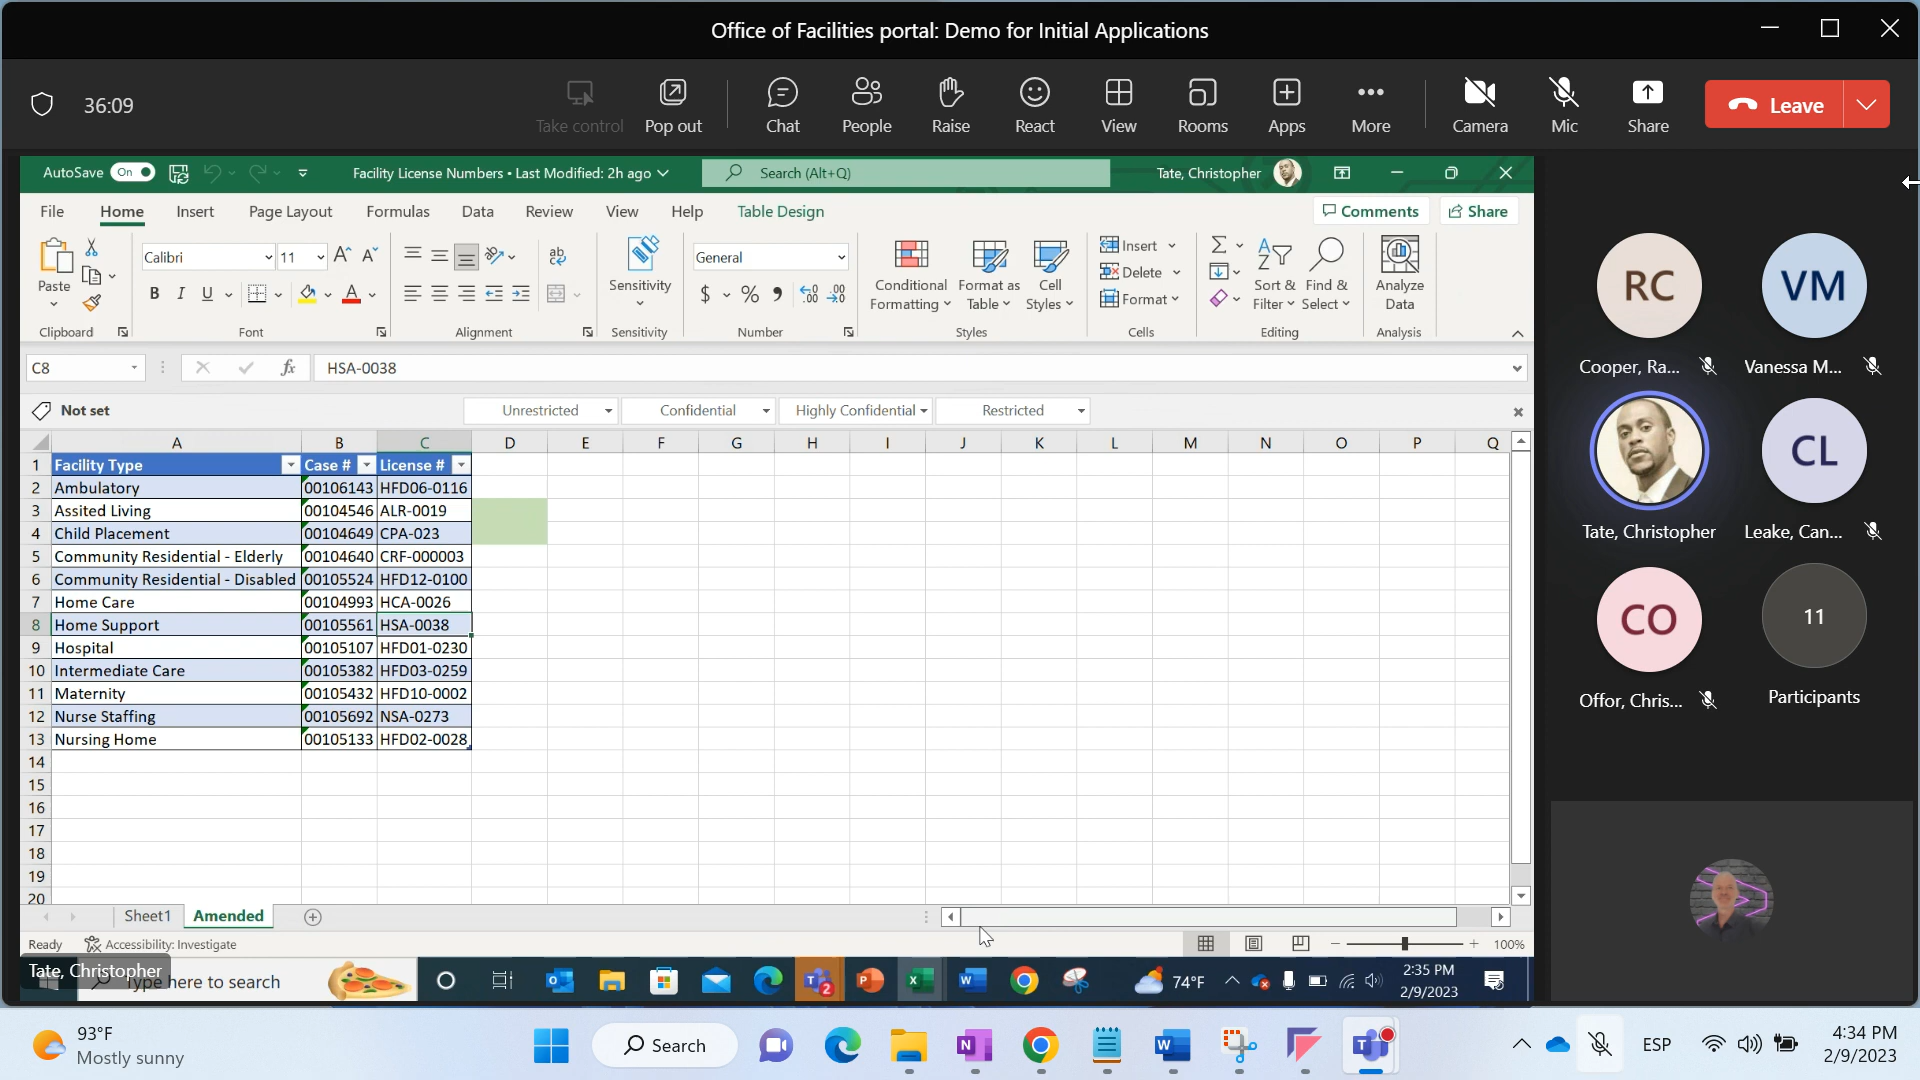 Office of Facilities portal: Demo for Initial Applications
36:09
Take control
Pop out
Chat
People
Raise
React
View
Rooms
Apps
More
Camera
Mic
Share
Leave
AutoSave On
Facility License Numbers • Last Modified: 2h ago
Search (Alt+Q)
Tate, Christopher
File Home Insert Page Layout Formulas Data Review View Help Table Design
Comments
Share
Paste
Clipboard
Calibri 11
B I U
Font
Alignment
Sensitivity
Sensitivity
General
Number
Conditional Formatting
Format as Table
Cell Styles
Styles
Insert
Delete
Format
Cells
Sort & Filter
Find & Select
Editing
Analyze Data
Analysis
C8
fx
HSA-0038
Not set
Unrestricted
Confidential
Highly Confidential
Restricted
A B C D E F G H I J K L M N O P Q
1 Facility Type Case # License #
2 Ambulatory 00106143 HFD06-0116
3 Assited Living 00104546 ALR-0019
4 Child Placement 00104649 CPA-023
5 Community Residential - Elderly 00104640 CRF-000003
6 Community Residential - Disabled 00105524 HFD12-0100
7 Home Care 00104993 HCA-0026
8 Home Support 00105561 HSA-0038
9 Hospital 00105107 HFD01-0230
10 Intermediate Care 00105382 HFD03-0259
11 Maternity 00105432 HFD10-0002
12 Nurse Staffing 00105692 NSA-0273
13 Nursing Home 00105133 HFD02-0028
14
15
16
17
18
19
20
Sheet1 Amended
Ready
Accessibility: Investigate
100%
Tate, Christopher
Type here to search
74°F
2:35 PM
2/9/2023
RC
Cooper, Ra...
VM
Vanessa M...
Tate, Christopher
CL
Leake, Can...
CO
Offor, Chris...
11
Participants
93°F
Mostly sunny
Search
ESP
4:34 PM
2/9/2023